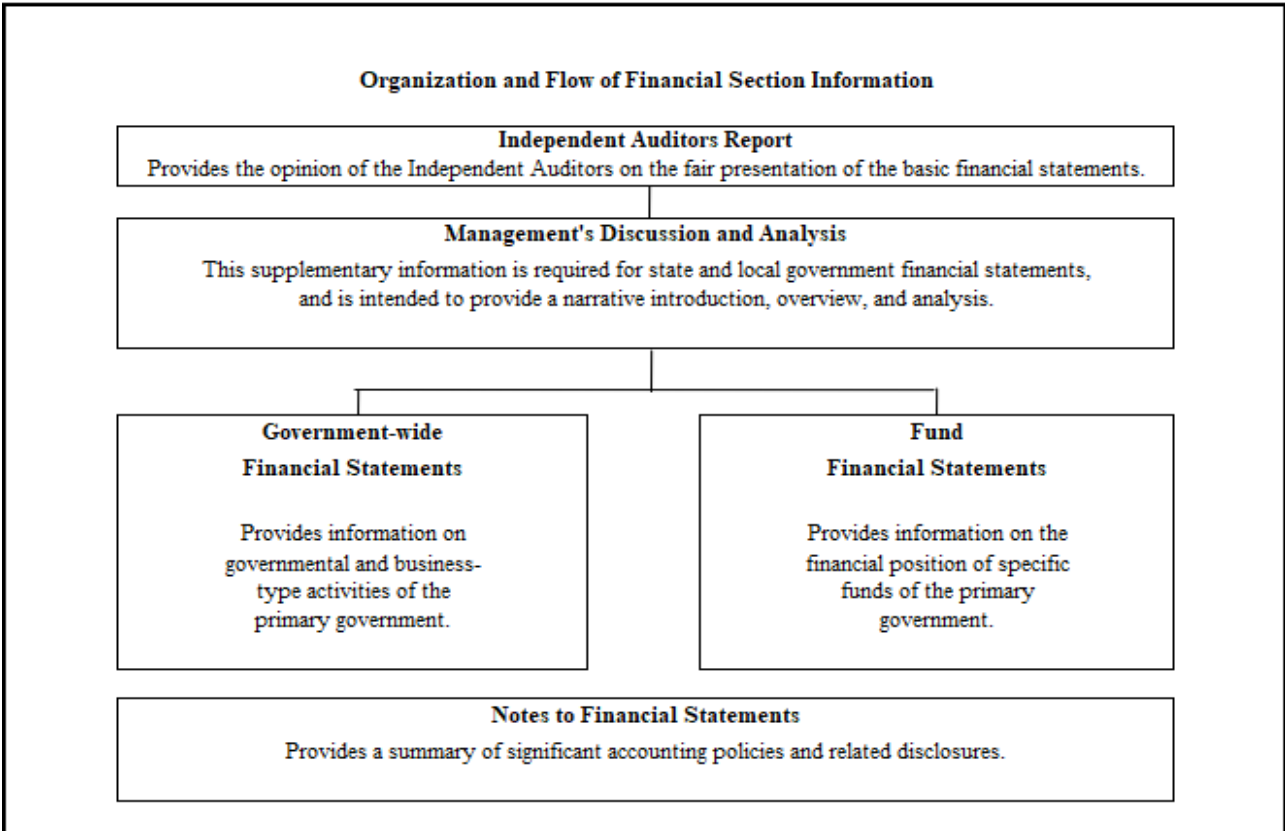 Organization and Flow of Financial Section Information
Independent Auditors Report
Provides the opinion of the Independent Auditors on the fair presentation of the basic financial statements.
Management's Discussion and Analysis
This supplementary information is required for state and local government financial statements,
and is intended to provide a narrative introduction, overview, and analysis.
Government-wide
Financial Statements
Provides information on
governmental and business-
type activities of the
primary government.
Fund
Financial Statements
Provides information on the
financial position of specific
funds of the primary
government.
Notes to Financial Statements
Provides a summary of significant accounting policies and related disclosures.